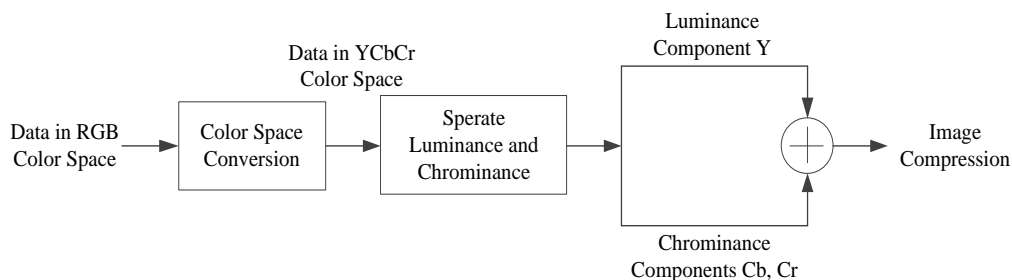 Data in RGB
Color Space
Color Space
Conversion
Data in YCbCr
Color Space
Sperate
Luminance and
Chrominance
Luminance
Component Y
Chrominance
Components Cb, Cr
Image
Compression